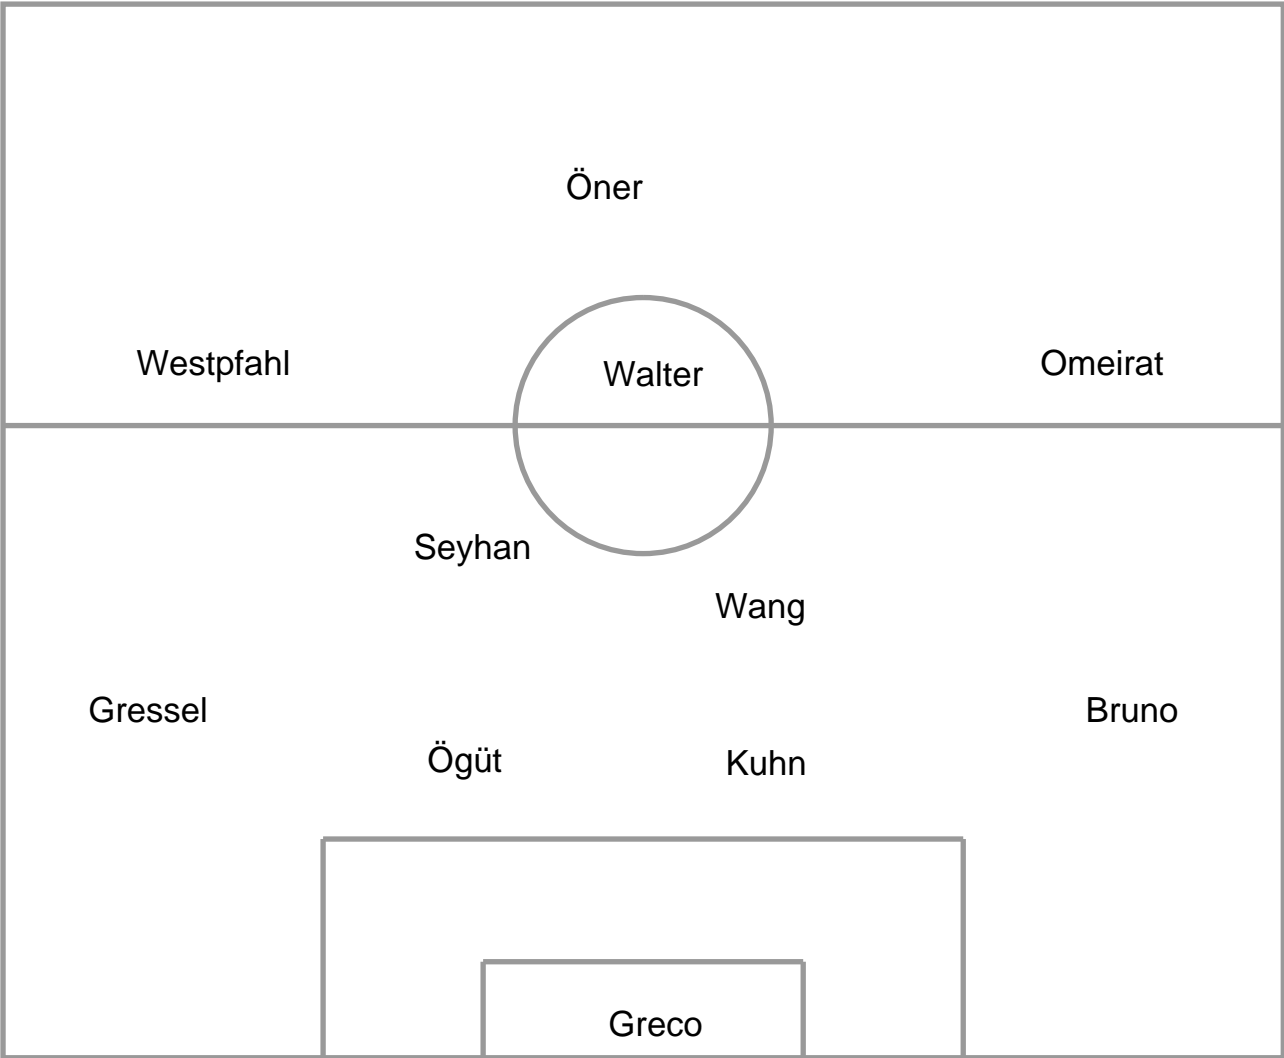 Öner
Westpfahl
Walter
Omeirat
Seyhan
Wang
Gressel
Bruno
Ögüt
Kuhn
Greco